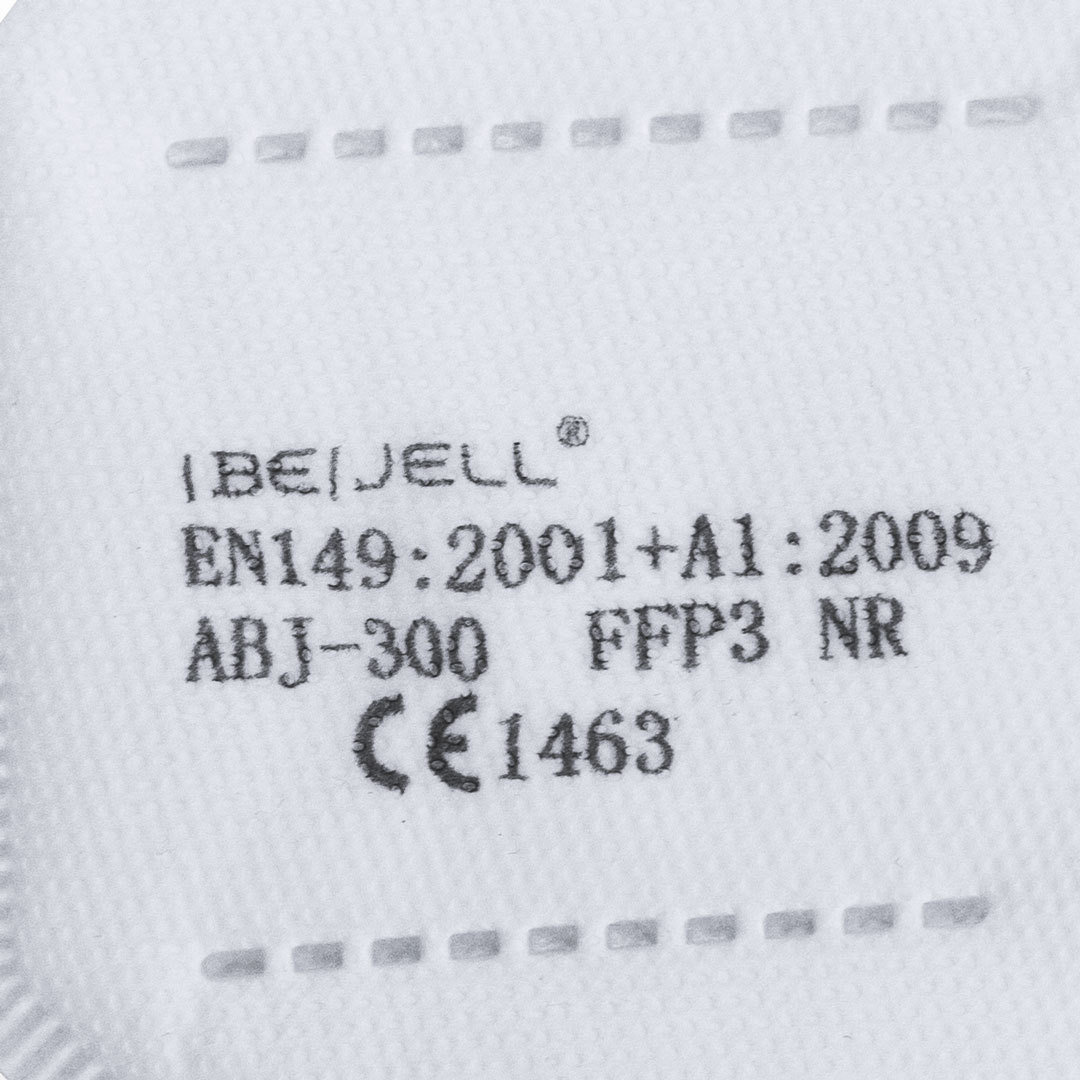 IBEIJELL®
EN149:2001+A1:2009
ABJ-300 FFP3 NR
CE1463